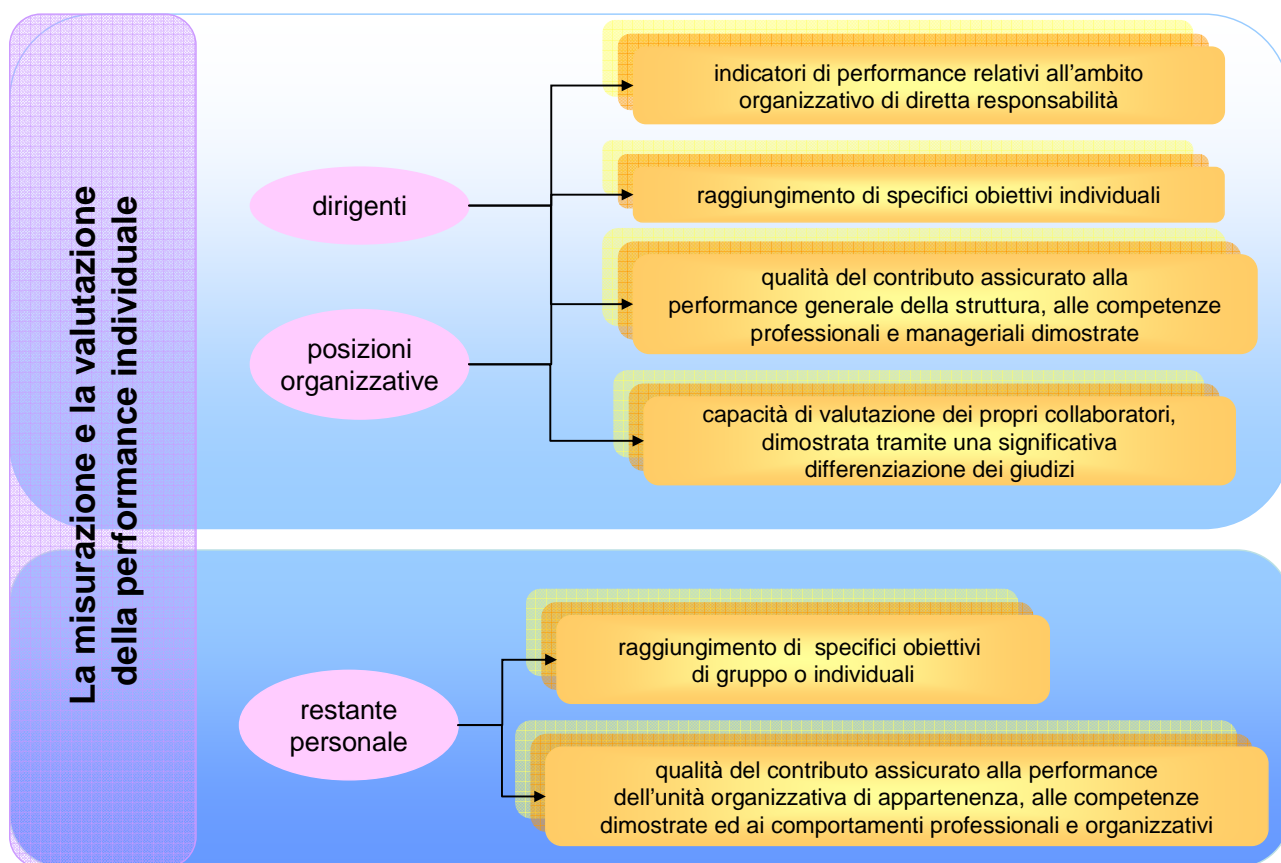 La misurazione e la valutazione
della performance individuale
dirigenti
posizioni
organizzative
indicatori di performance relativi all'ambito
organizzativo di diretta responsabilità
raggiungimento di specifici obiettivi individuali
qualità del contributo assicurato alla
performance generale della struttura, alle competenze
professionali e manageriali dimostrate
capacità di valutazione dei propri collaboratori,
dimostrata tramite una significativa
differenziazione dei giudizi
restante
personale
raggiungimento di specifici obiettivi
di gruppo o individuali
qualità del contributo assicurato alla performance
dell'unità organizzativa di appartenenza, alle competenze
dimostrate ed ai comportamenti professionali e organizzativi